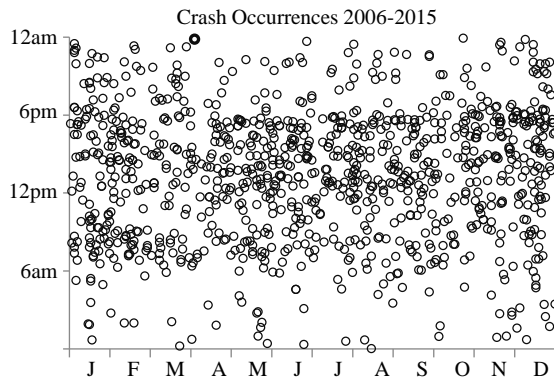 Crash Occurrences 2006-2015
12am
6pm
12pm
6am
J F M A M J J A S O N D